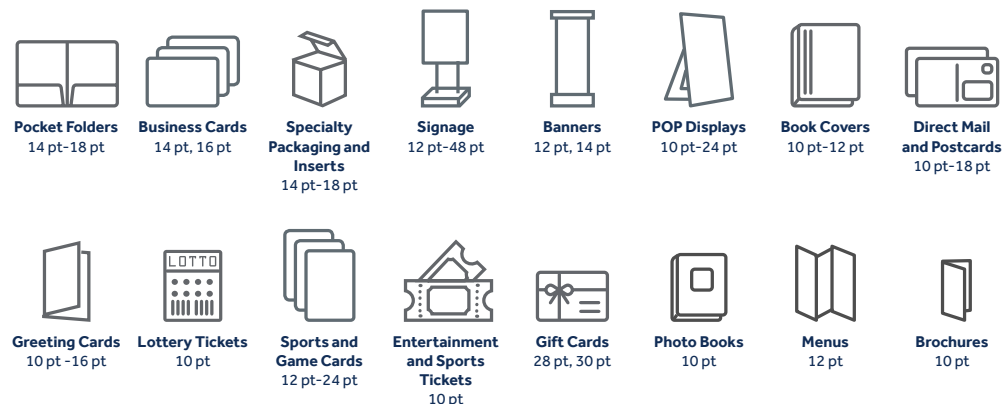 Pocket Folders
14 pt-18 pt
Business Cards
14 pt, 16 pt
Specialty
Packaging and
Inserts
14 pt-18 pt
Signage
12 pt-48 pt
Banners
12 pt, 14 pt
POP Displays
10 pt-24 pt
Book Covers
10 pt-12 pt
Direct Mail
and Postcards
10 pt-18 pt
Greeting Cards
10 pt -16 pt
LOTTO
Lottery Tickets
10 pt
Sports and
Game Cards
12 pt-24 pt
Entertainment
and Sports
Tickets
10 pt
Gift Cards
28 pt, 30 pt
Photo Books
10 pt
Menus
12 pt
Brochures
10 pt